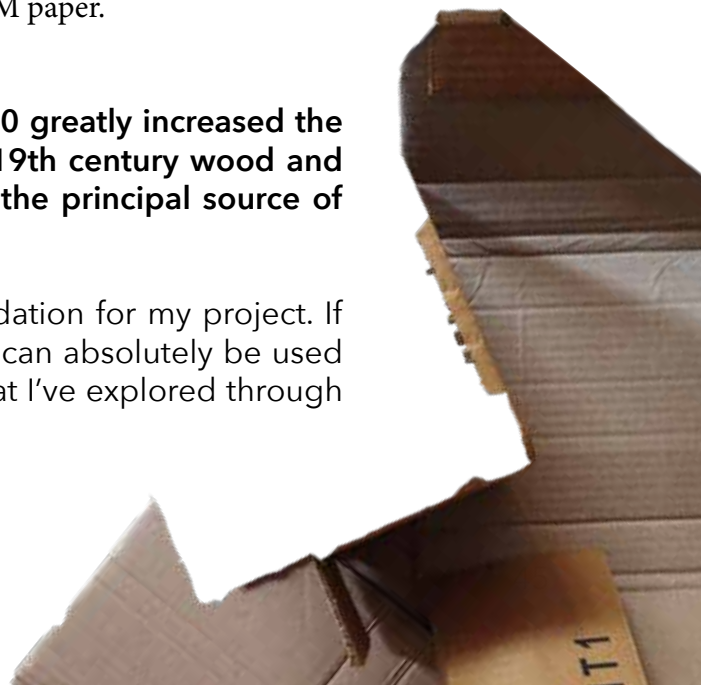 M paper.
0 greatly increased the
19th century wood and
the principal source of
dation for my project. If
can absolutely be used
at I've explored through
NT1